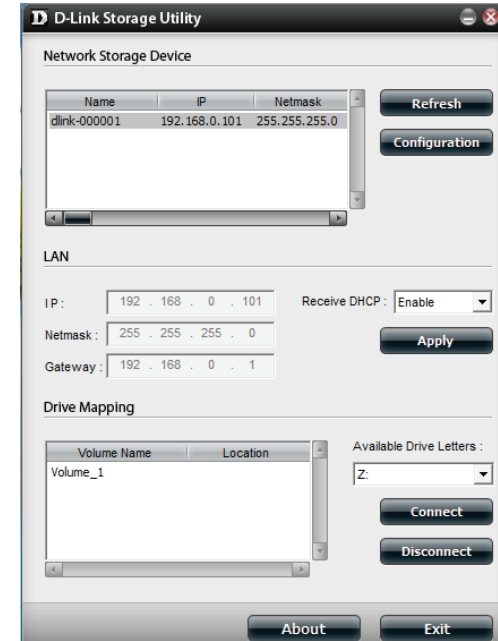 D D-Link Storage Utility
Network Storage Device
Name IP Netmask
dlink-000001 192.168.0.101 255.255.255.0
Refresh
Configuration
LAN
IP : 192 . 168 . 0 . 101
Receive DHCP : Enable
Netmask : 255 . 255 . 255 . 0
Apply
Gateway : 192 . 168 . 0 . 1
Drive Mapping
Volume Name Location
Volume_1
Available Drive Letters :
Z:
Connect
Disconnect
About Exit